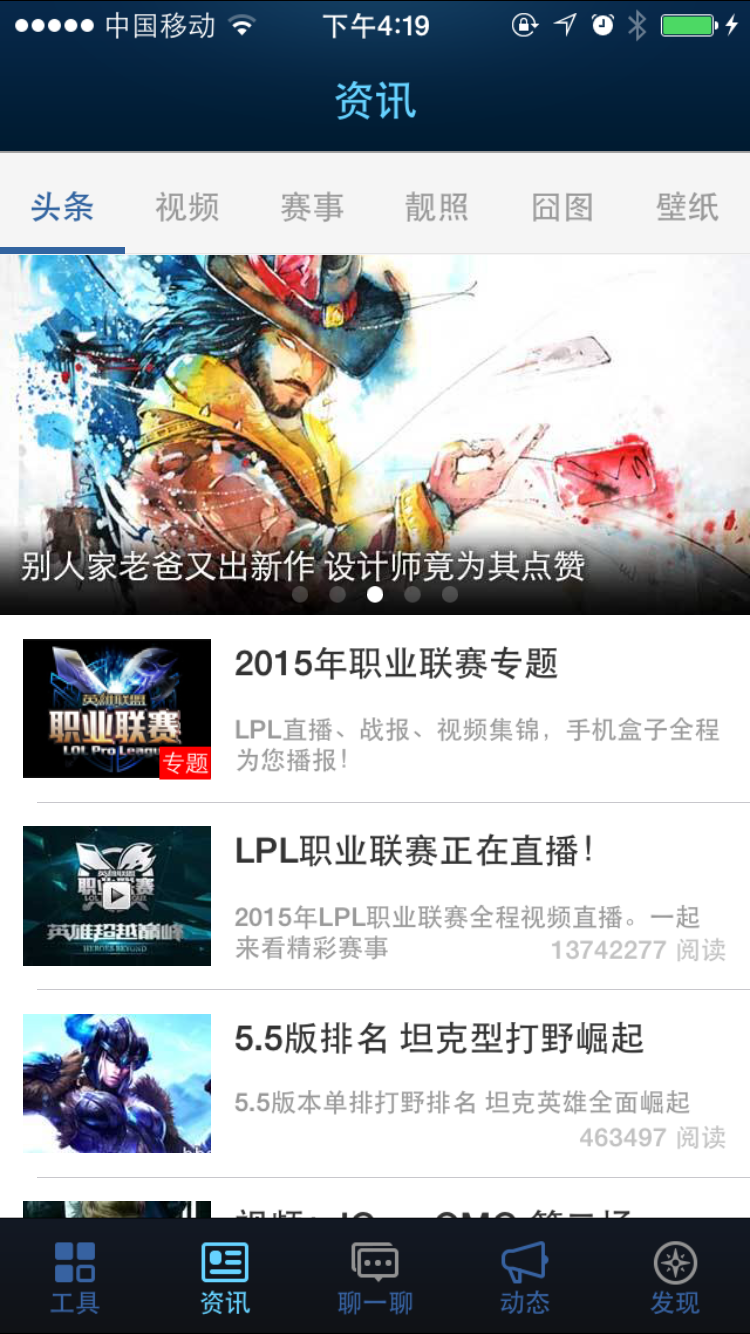 中国移动 下午4:19
资讯
头条 视频 赛事 靓照 囧图 壁纸
别人家老爸又出新作 设计师竟为其点赞
英雄联盟
职业联赛
LOL Pro League
专题
2015年职业联赛专题
LPL直播、战报、视频集锦，手机盒子全程
为您播报！
英雄联盟
职业联赛
英雄超越巅峰
HEROES BEYOND
LPL职业联赛正在直播！
2015年LPL职业联赛全程视频直播。一起
来看精彩赛事
13742277 阅读
5.5版排名 坦克型打野崛起
5.5版本单排打野排名 坦克英雄全面崛起
463497 阅读
工具 资讯 聊一聊 动态 发现